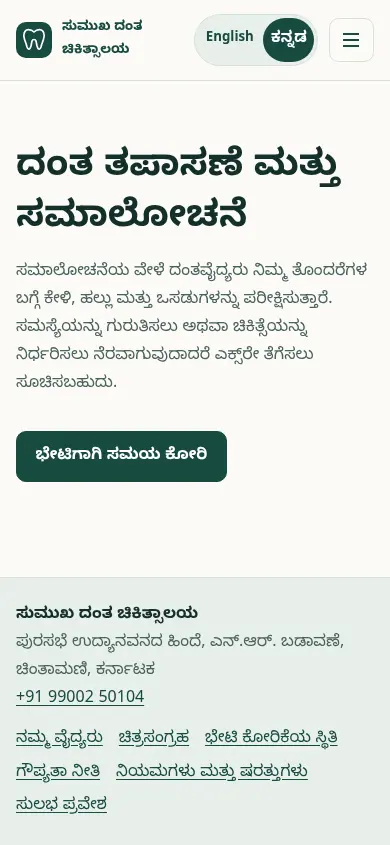 ಸುಮುಖ ದಂತ
ಚಿಕಿತ್ಸಾಲಯ
English ಕನ್ನಡ
ದಂತ ತಪಾಸಣೆ ಮತ್ತು
ಸಮಾಲೋಚನೆ
ಸಮಾಲೋಚನೆಯ ವೇಳೆ ದಂತವೈದ್ಯರು ನಿಮ್ಮ ತೊಂದರೆಗಳ
ಬಗ್ಗೆ ಕೇಳಿ, ಹಲ್ಲು ಮತ್ತು ಒಸಡುಗಳನ್ನು ಪರೀಕ್ಷಿಸುತ್ತಾರೆ.
ಸಮಸ್ಯೆಯನ್ನು ಗುರುತಿಸಲು ಅಥವಾ ಚಿಕಿತ್ಸೆಯನ್ನು
ನಿರ್ಧರಿಸಲು ನೆರವಾಗುವುದಾದರೆ ಎಕ್ಸ್‌ರೇ ತೆಗೆಸಲು
ಸೂಚಿಸಬಹುದು.
ಭೇಟಿಗಾಗಿ ಸಮಯ ಕೋರಿ
ಸುಮುಖ ದಂತ ಚಿಕಿತ್ಸಾಲಯ
ಪುರಸಭೆ ಉದ್ಯಾನವನದ ಹಿಂದೆ, ಎನ್.ಆರ್. ಬಡಾವಣೆ,
ಚಿಂತಾಮಣಿ, ಕರ್ನಾಟಕ
+91 99002 50104
ನಮ್ಮ ವೈದ್ಯರು ಚಿತ್ರಸಂಗ್ರಹ ಭೇಟಿ ಕೋರಿಕೆಯ ಸ್ಥಿತಿ
ಗೌಪ್ಯತಾ ನೀತಿ ನಿಯಮಗಳು ಮತ್ತು ಷರತ್ತುಗಳು
ಸುಲಭ ಪ್ರವೇಶ